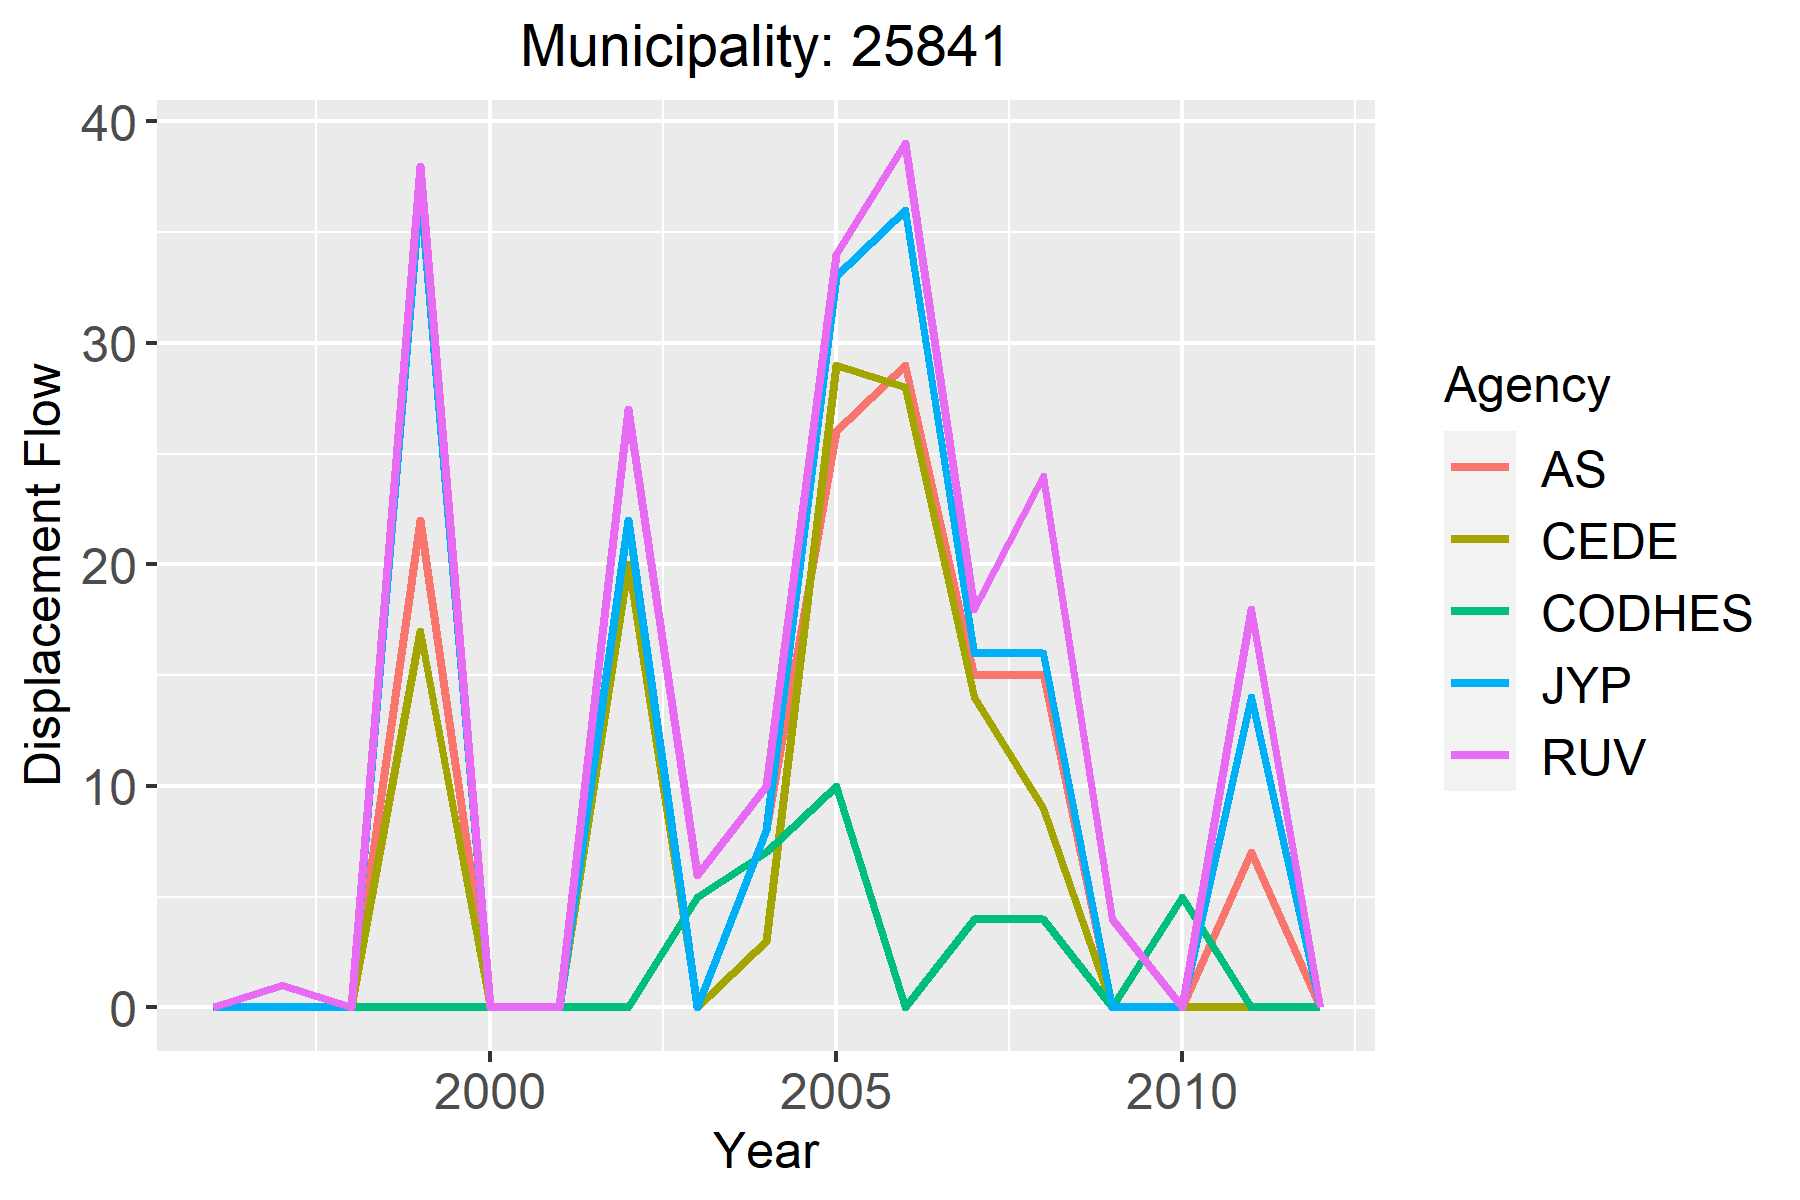 Municipality: 25841
Displacement Flow
40
30
20
10
0
2000 2005 2010
Year
Agency
AS
CEDE
CODHES
JYP
RUV